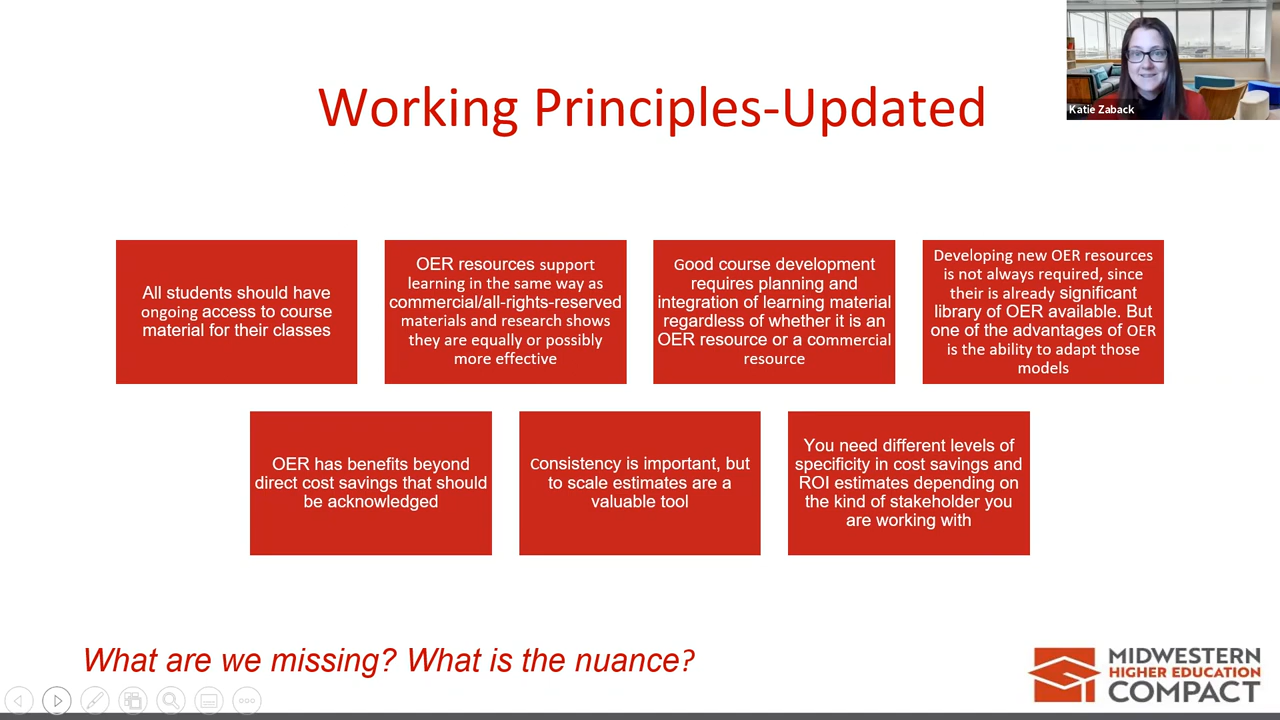 Katie Zaback
Working Principles-Updated
All students should have
ongoing access to course
material for their classes
OER resources support
learning in the same way as
commercial/all-rights-reserved
materials and research shows
they are equally or possibly
more effective
Good course development
requires planning and
integration of learning material
regardless of whether it is an
OER resource or a commercial
resource
Developing new OER resources
is not always required, since
their is already significant
library of OER available. But
one of the advantages of OER
is the ability to adapt those
models
OER has benefits beyond
direct cost savings that should
be acknowledged
Consistency is important, but
to scale estimates are a
valuable tool
You need different levels of
specificity in cost savings and
ROI estimates depending on
the kind of stakeholder you
are working with
What are we missing? What is the nuance?
MIDWESTERN
HIGHER EDUCATION
COMPACT